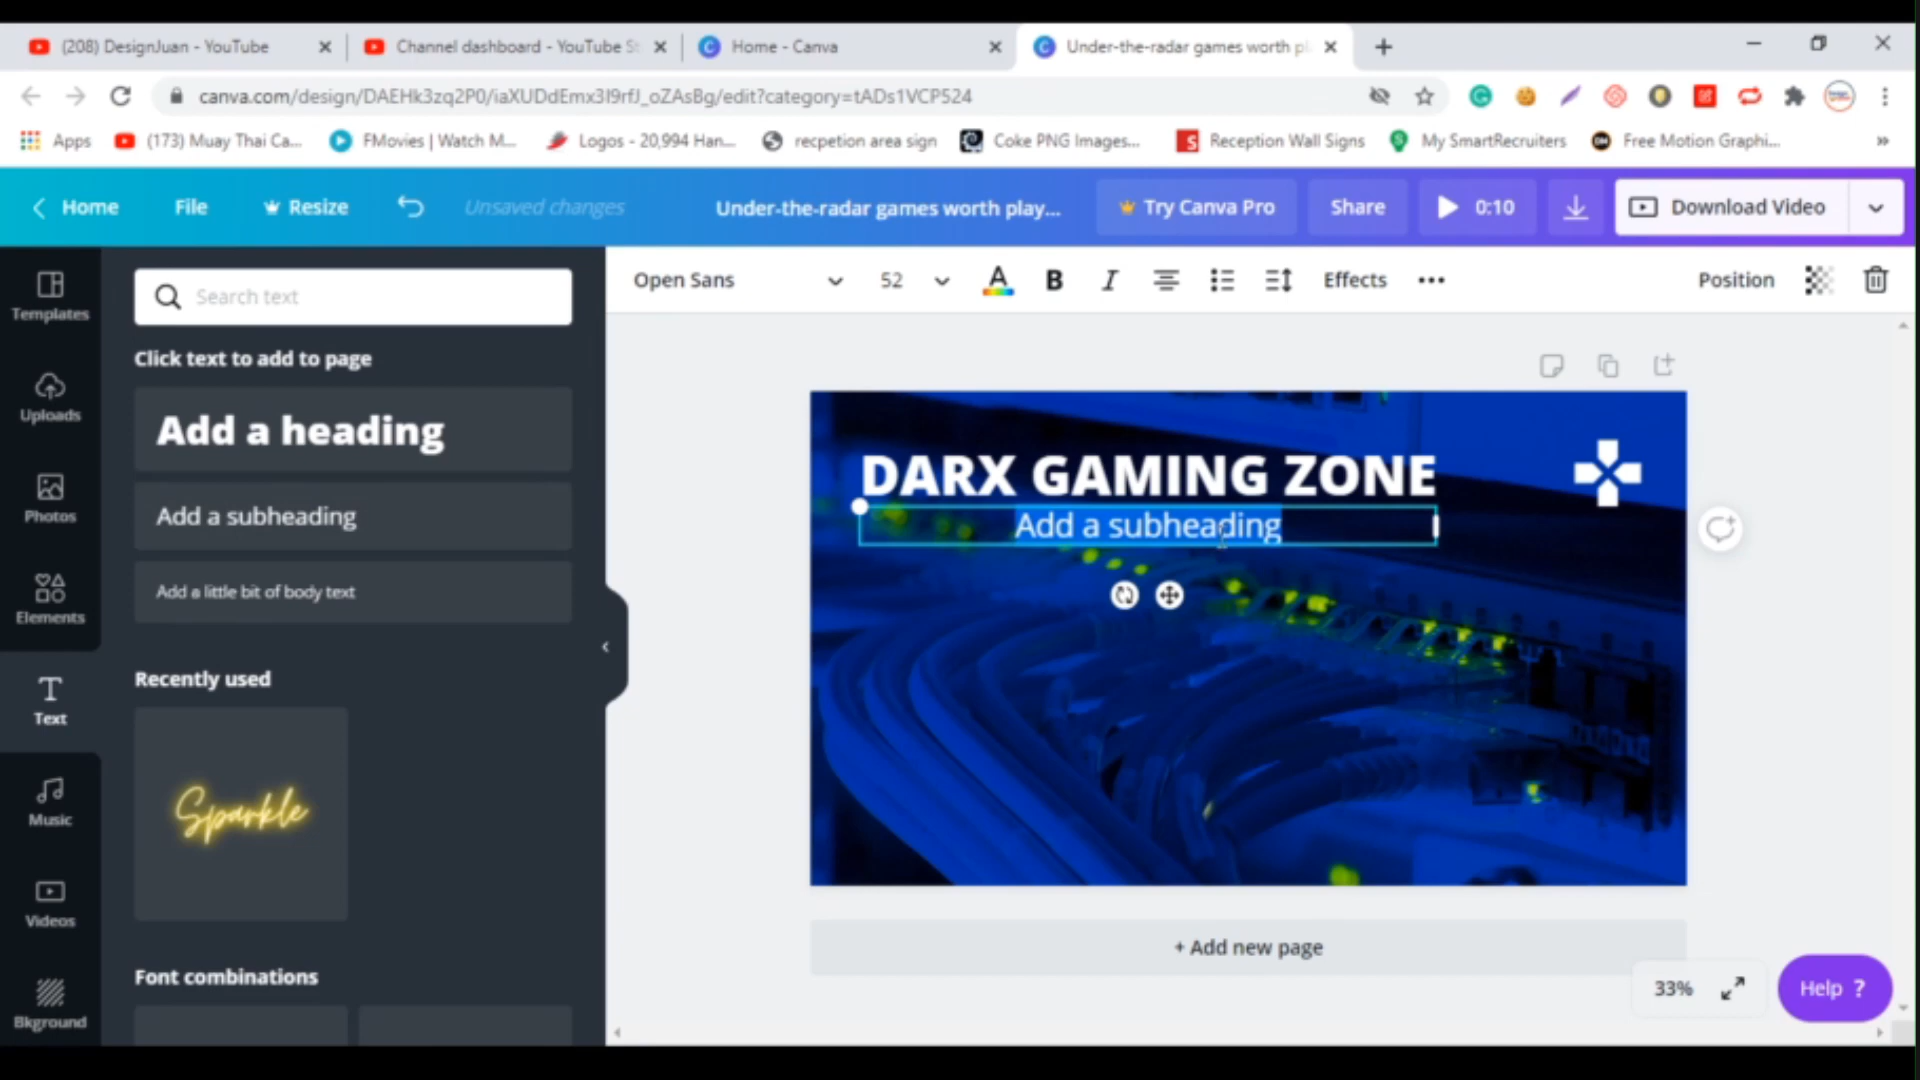 (208) DesignJuan - YouTube
Channel dashboard - YouTube St
Home - Canva
Under-the-radar games worth pl
canva.com/design/DAEHk3zq2P0/iaXUDdEmx3I9rfJ_oZAsBg/edit?category=tADs1VCP524
Apps
(173) Muay Thai Ca...
FMovies | Watch M...
Logos - 20,994 Han...
recpetion area sign
Coke PNG Images...
Reception Wall Signs
My SmartRecruiters
Free Motion Graphi...
Home
File
Resize
Unsaved changes
Under-the-radar games worth play...
Try Canva Pro
Share
0:10
Download Video
Templates
Uploads
Photos
Elements
Text
Music
Videos
Bkground
Search text
Click text to add to page
Add a heading
Add a subheading
Add a little bit of body text
Recently used
Sparkle
Font combinations
Open Sans
52
A
B
I
Effects
Position
DARX GAMING ZONE
Add a subheading
+ Add new page
33%
Help ?